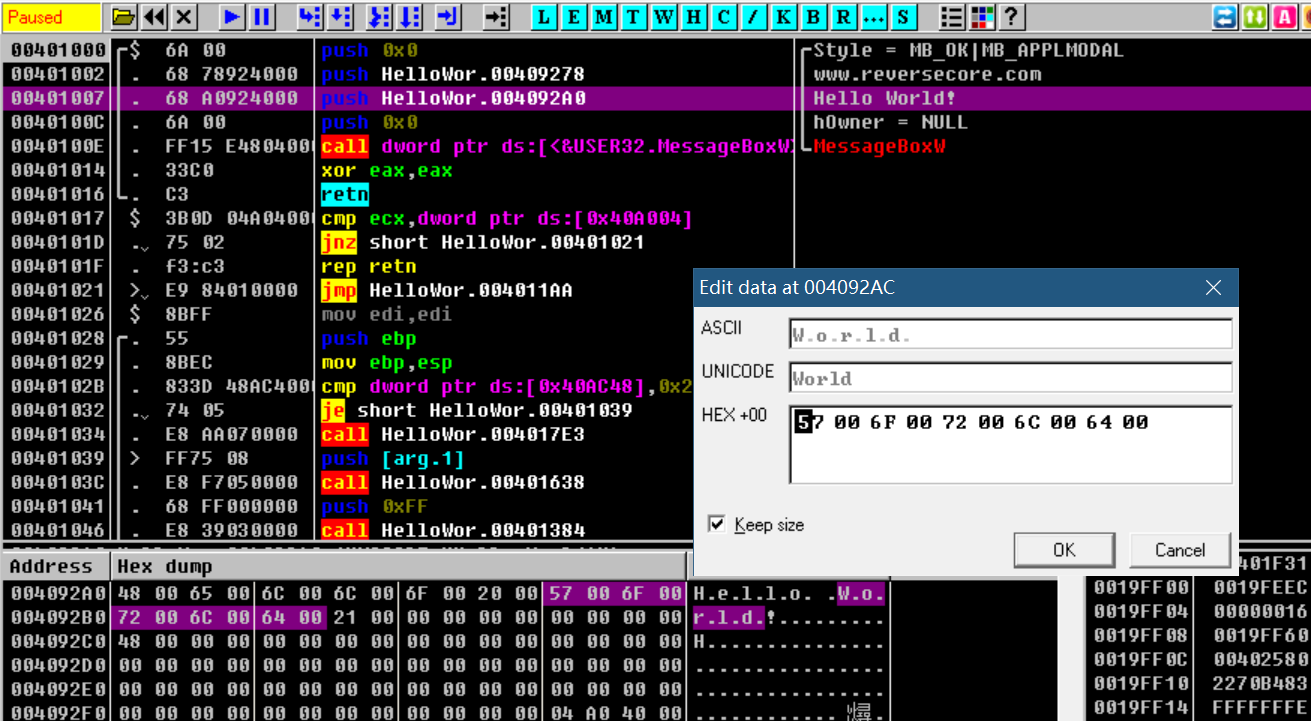 Paused
L E M T W H C / K B R ... S
?
A
00401000 $ 6A 00 push 0x0 Style = MB_OK|MB_APPLMODAL
00401002 . 68 78924000 push HelloWor.00409278 www.reversecore.com
00401007 . 68 A0924000 push HelloWor.004092A0 Hello World!
0040100C . 6A 00 push 0x0 hOwner = NULL
0040100E . FF15 E4804000 call dword ptr ds:[<&USER32.MessageBoxW> MessageBoxW
00401014 . 33C0 xor eax,eax
00401016 . C3 retn
00401017 $ 3B0D 04A04000 cmp ecx,dword ptr ds:[0x40A004]
0040101D . 75 02 jnz short HelloWor.00401021
0040101F . f3:c3 rep retn
00401021 > E9 84010000 jmp HelloWor.004011AA
00401026 $ 8BFF mov edi,edi
00401028 . 55 push ebp
00401029 . 8BEC mov ebp,esp
0040102B . 833D 48AC400 cmp dword ptr ds:[0x40AC48],0x2
00401032 . 74 05 je short HelloWor.00401039
00401034 . E8 AA070000 call HelloWor.004017E3
00401039 > FF75 08 push [arg.1]
0040103C . E8 F7050000 call HelloWor.00401638
00401041 . 68 FF000000 push 0xFF
00401046 . E8 39030000 call HelloWor.00401384
Edit data at 004092AC
ASCII W.o.r.l.d.
UNICODE World
HEX +00 57 00 6F 00 72 00 6C 00 64 00
Keep size
OK Cancel
Address Hex dump
004092A0 48 00 65 00 6C 00 6C 00 6F 00 20 00 57 00 6F 00 H.e.l.l.o. .W.o.
004092B0 72 00 6C 00 64 00 21 00 00 00 00 00 00 00 00 00 r.l.d.!.........
004092C0 48 00 00 00 00 00 00 00 00 00 00 00 00 00 00 00 H...............
004092D0 00 00 00 00 00 00 00 00 00 00 00 00 00 00 00 00 ................
004092E0 00 00 00 00 00 00 00 00 00 00 00 00 00 00 00 00 ................
004092F0 00 00 00 00 00 00 00 00 00 00 00 00 04 A0 40 00
401F31
0019FF00 0019FEEC
0019FF04 00000016
0019FF08 0019FF60
0019FF0C 00402580
0019FF10 2270B483
0019FF14 FFFFFFFE